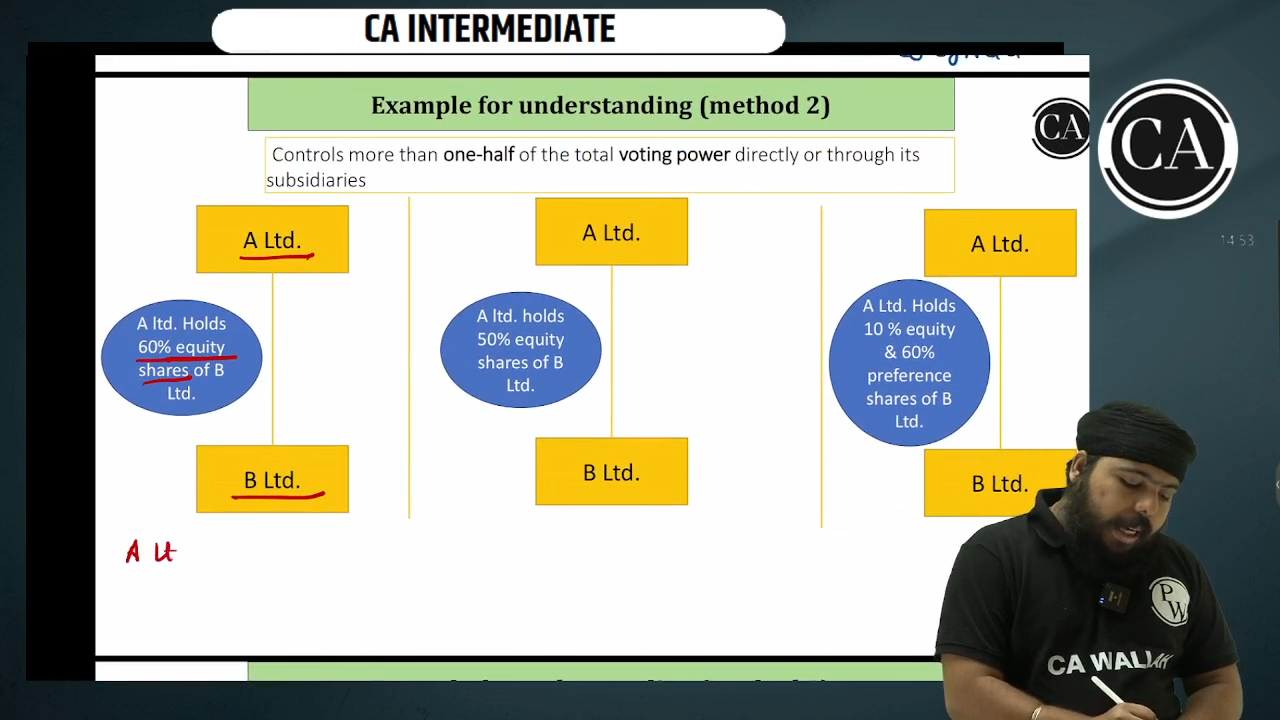 CA INTERMEDIATE
Example for understanding (method 2)
Controls more than one-half of the total voting power directly or through its
subsidiaries
CA
CA
14 53
A Ltd.
A ltd. Holds
60% equity
shares of B
Ltd.
B Ltd.
A Lt
A Ltd.
A ltd. holds
50% equity
shares of B
Ltd.
B Ltd.
A Ltd.
A Ltd. Holds
10 % equity
& 60%
preference
shares of B
Ltd.
B Ltd.
P
W
CA WALLAH